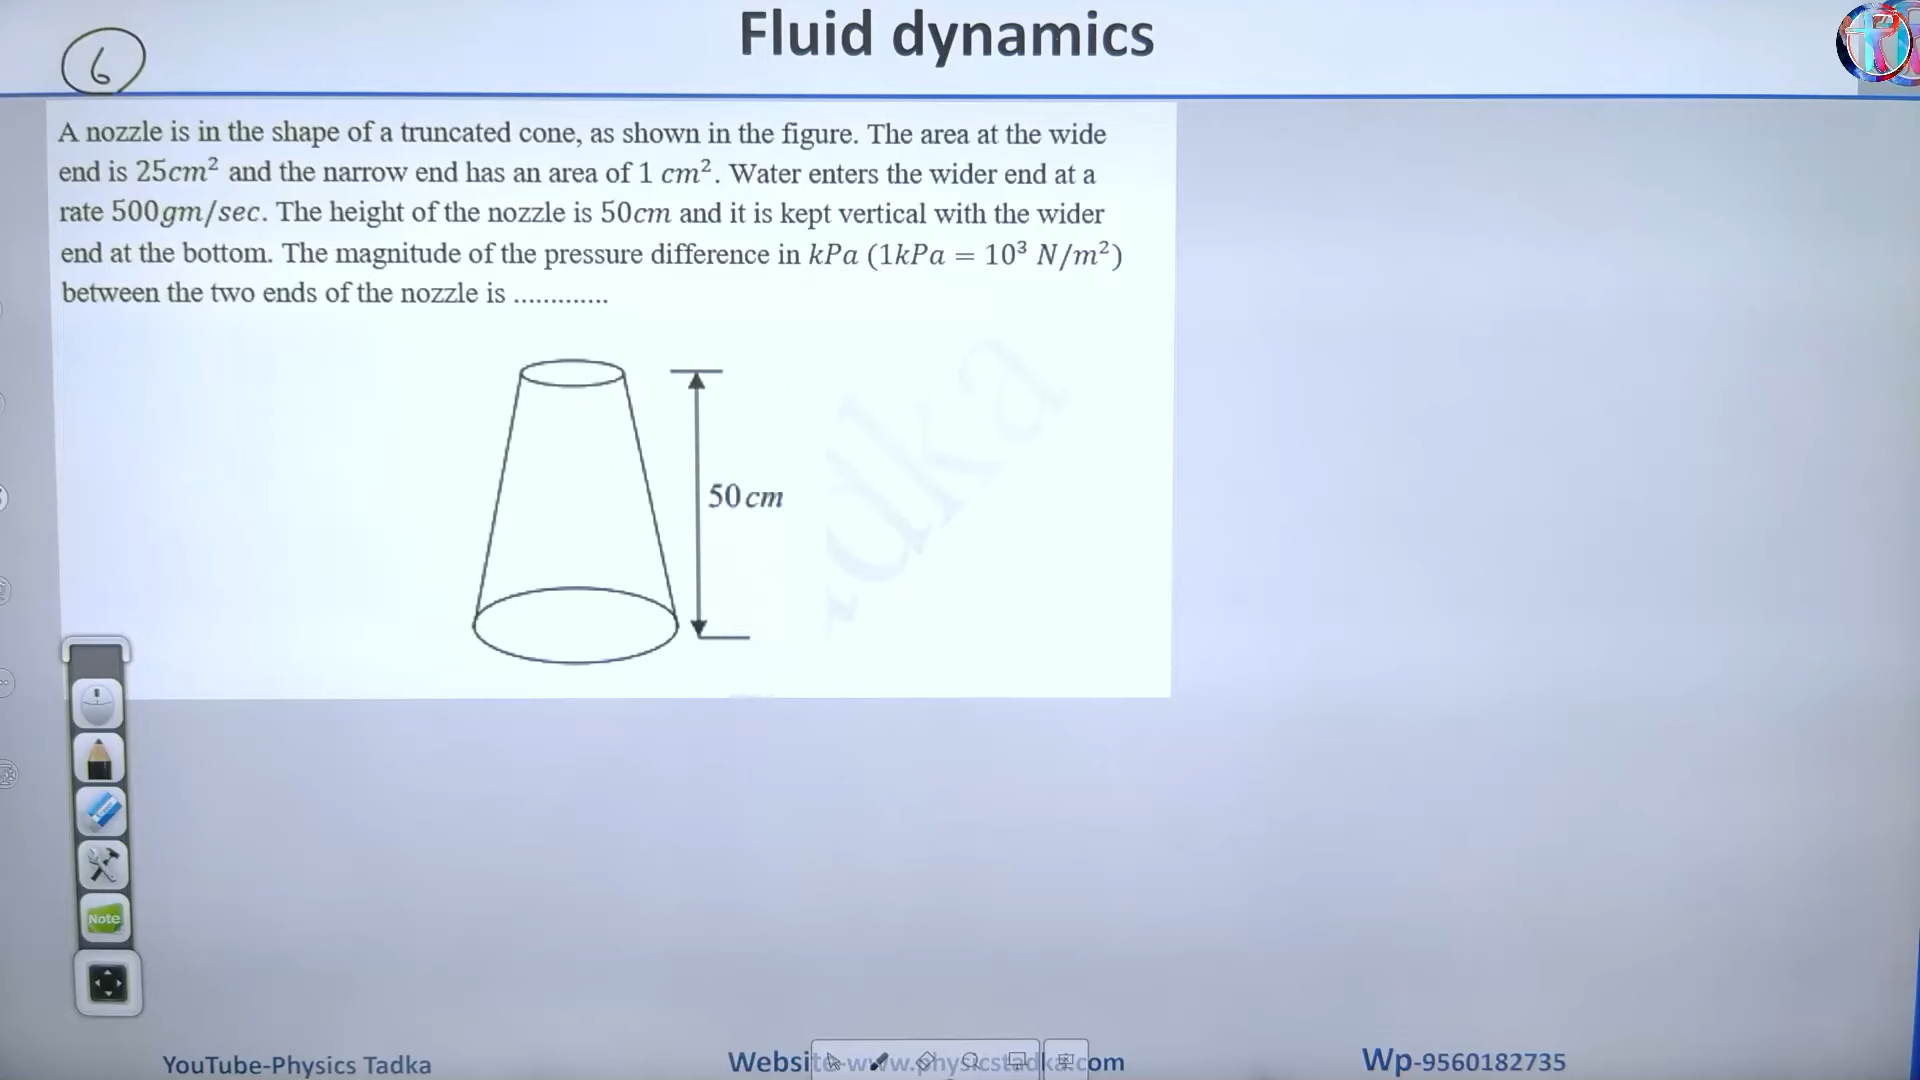 Fluid dynamics
6
A nozzle is in the shape of a truncated cone, as shown in the figure. The area at the wide
end is 25cm² and the narrow end has an area of 1 cm². Water enters the wider end at a
rate 500gm/sec. The height of the nozzle is 50cm and it is kept vertical with the wider
end at the bottom. The magnitude of the pressure difference in kPa (1kPa = 10³ N/m²)
between the two ends of the nozzle is .............
50cm
Note
YouTube-Physics Tadka
Website-www.physicstadka.com
Wp-9560182735